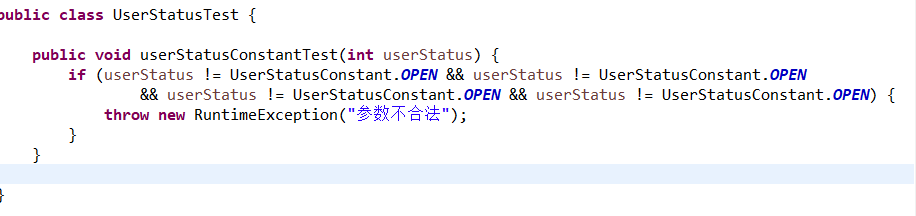 public class UserStatusTest {
public void userStatusConstantTest(int userStatus) {
if (userStatus != UserStatusConstant.OPEN && userStatus != UserStatusConstant.OPEN
&& userStatus != UserStatusConstant.OPEN && userStatus != UserStatusConstant.OPEN) {
throw new RuntimeException("参数不合法");
}
}
}